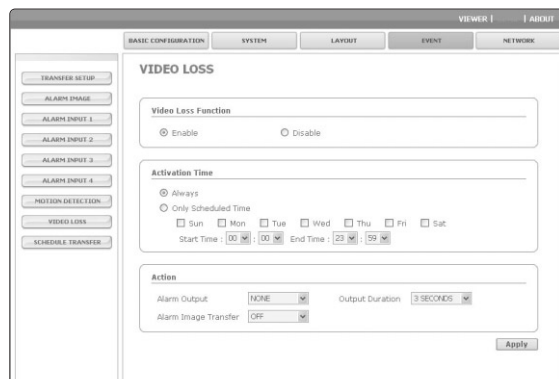 VIEWER | | ABOUT
BASIC CONFIGURATION SYSTEM LAYOUT EVENT NETWORK
VIDEO LOSS
TRANSFER SETUP
ALARM IMAGE
ALARM INPUT 1
ALARM INPUT 2
ALARM INPUT 3
ALARM INPUT 4
MOTION DETECTION
VIDEO LOSS
SCHEDULE TRANSFER
Video Loss Function
Enable Disable
Activation Time
Always
Only Scheduled Time
Sun Mon Tue Wed Thu Fri Sat
Start Time : 00 : 00 End Time : 23 : 59
Action
Alarm Output NONE Output Duration 3 SECONDS
Alarm Image Transfer OFF
Apply